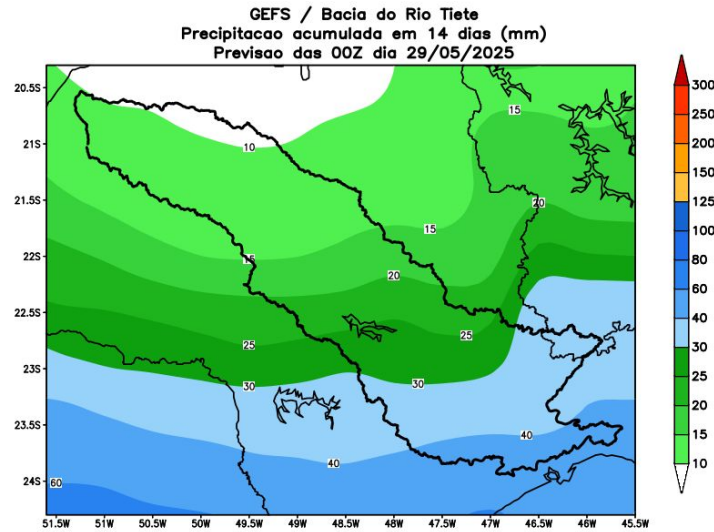 GEFS / Bacia do Rio Tiete
Precipitacao acumulada em 14 dias (mm)
Previsao das 00Z dia 29/05/2025
20.5S
21S
21.5S
22S
22.5S
23S
23.5S
24S
51.5W 51W 50.5W 50W 49.5W 49W 48.5W 48W 47.5W 47W 46.5W 46W 45.5W
15
10
20
15
15
20
25
25
30
30
40
40
60
300
250
200
150
125
100
80
60
50
40
30
25
20
15
10